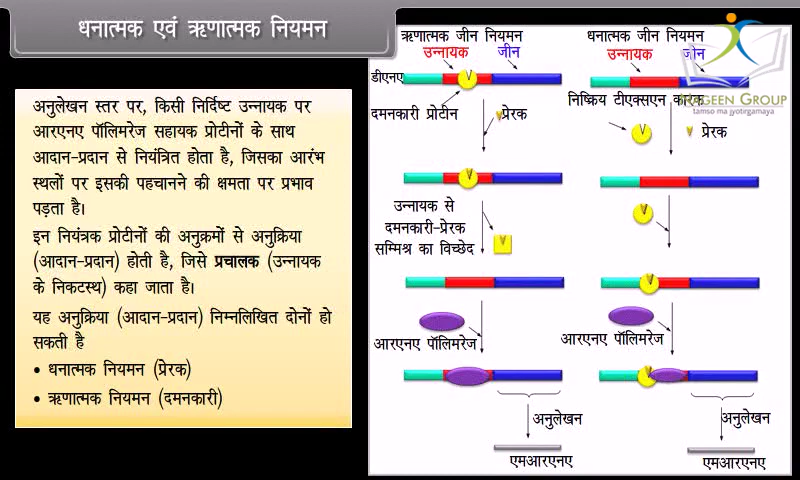 धनात्मक एवं ऋणात्मक नियमन
अनुलेखन स्तर पर, किसी निर्दिष्ट उन्नायक पर
आरएनए पॉलिमरेज सहायक प्रोटीनों के साथ
आदान-प्रदान से नियंत्रित होता है, जिसका आरंभ
स्थलों पर इसकी पहचानने की क्षमता पर प्रभाव
पड़ता है।
इन नियंत्रक प्रोटीनों की अनुक्रमों से अनुक्रिया
(आदान-प्रदान) होती है, जिसे प्रचालक (उन्नायक
के निकटस्थ) कहा जाता है।
यह अनुक्रिया (आदान-प्रदान) निम्नलिखित दोनों हो
सकती है
• धनात्मक नियमन (प्रेरक)
• ऋणात्मक नियमन (दमनकारी)
ऋणात्मक जीन नियमन
उन्नायक जीन
डीएनए
दमनकारी प्रोटीन
प्रेरक
उन्नायक से
दमनकारी-प्रेरक
सम्मिश्र का विच्छेद
आरएनए पॉलिमरेज
अनुलेखन
एमआरएनए
धनात्मक जीन नियमन
उन्नायक जीन
निष्क्रिय टीएक्सएन कारक
प्रेरक
आरएनए पॉलिमरेज
अनुलेखन
एमआरएनए
GROUP
tamso ma jyotirgamaya